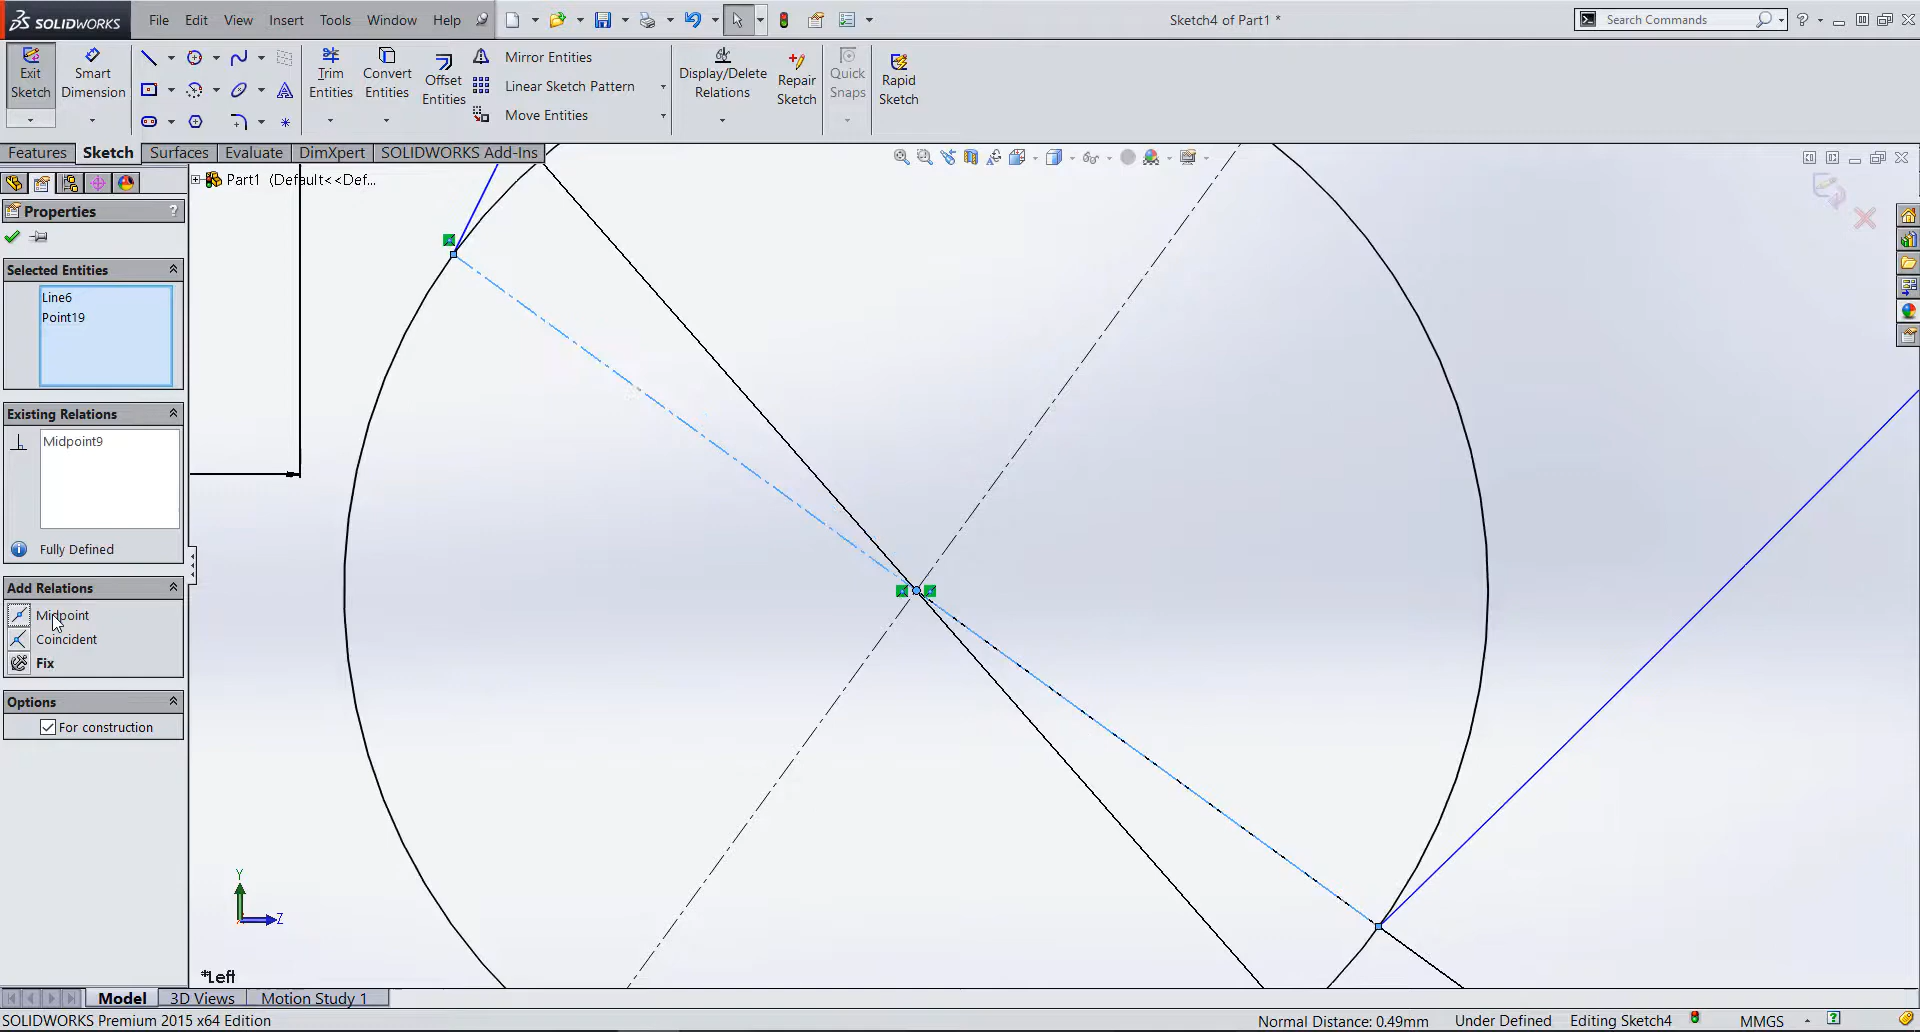 SOLIDWORKS File Edit View Insert Tools Window Help Sketch4 of Part1 * Search Commands
Exit Sketch
Smart Dimension
Trim Entities
Convert Entities
Offset Entities
Mirror Entities
Linear Sketch Pattern
Move Entities
Display/Delete Relations
Repair Sketch
Quick Snaps
Rapid Sketch
Features Sketch Surfaces Evaluate DimXpert SOLIDWORKS Add-Ins
Part1 (Default<<Def...
Properties ?
Selected Entities
Line6
Point19
Existing Relations
Midpoint9
Fully Defined
Add Relations
Midpoint
Coincident
Fix
Options
For construction
Y
Z
*Left
Model 3D Views Motion Study 1
SOLIDWORKS Premium 2015 x64 Edition Normal Distance: 0.49mm Under Defined Editing Sketch4 MMGS ?